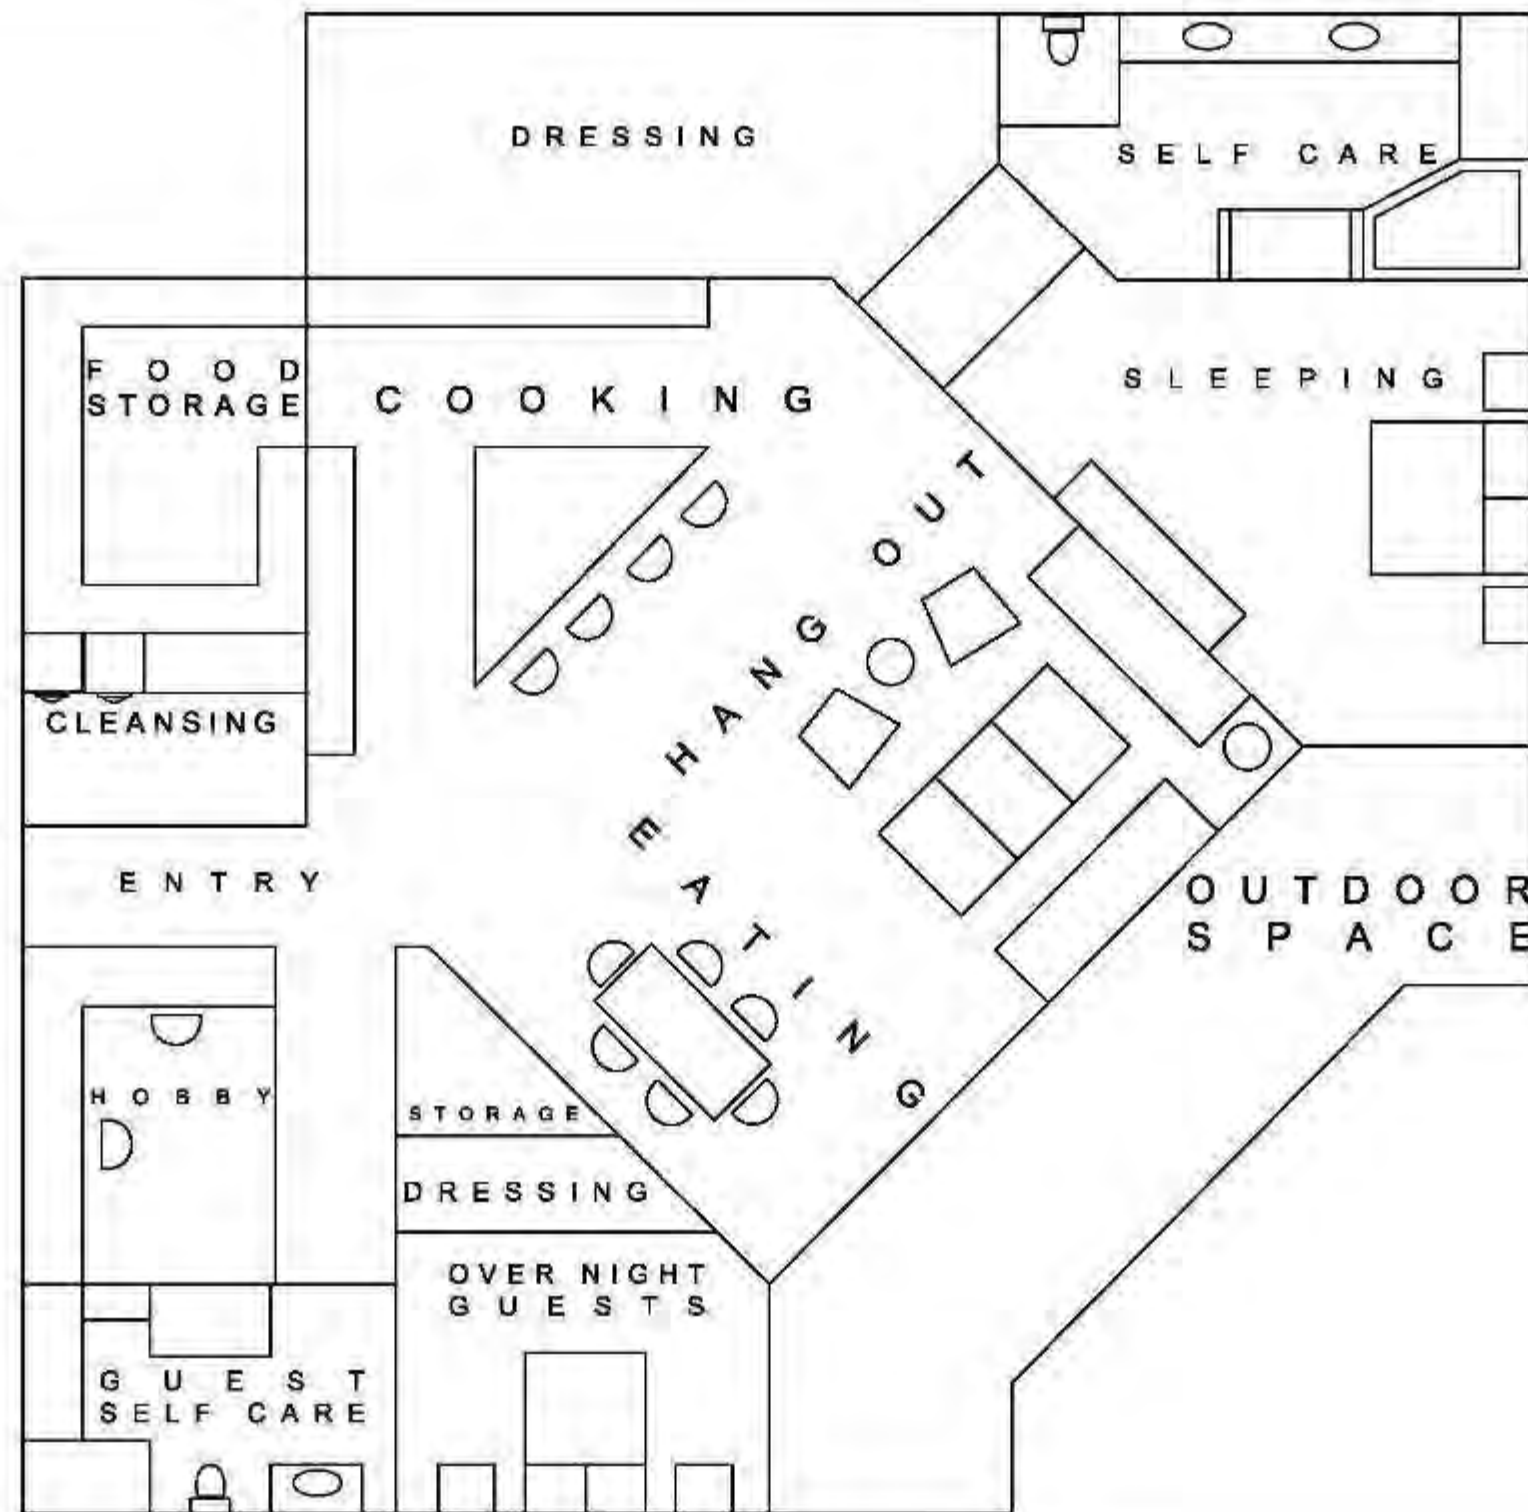 DRESSING
SELF CARE
FOOD
STORAGE
COOKING
SLEEPING
HANG OUT
CLEANSING
ENTRY
EATING
OUTDOOR
SPACE
HOBBY
STORAGE
DRESSING
OVER NIGHT
GUESTS
GUEST
SELF CARE